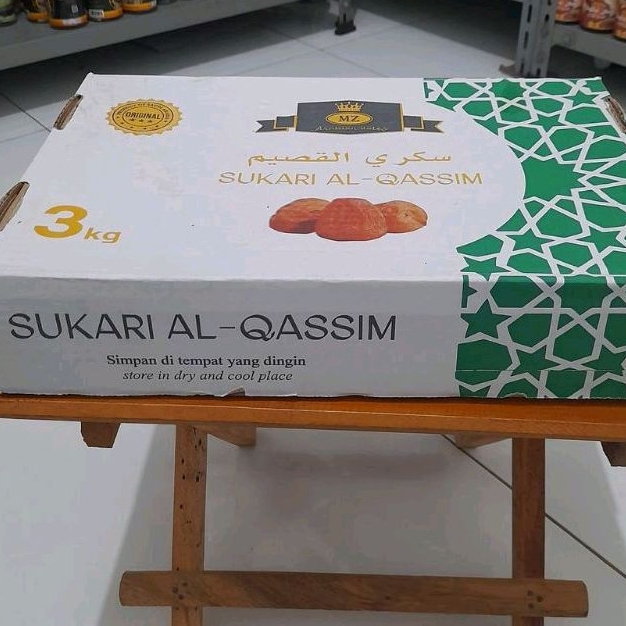 ORIGINAL
MZ
سكري القصيم
SUKARI AL-QASSIM
3kg
SUKARI AL-QASSIM
Simpan di tempat yang dingin
store in dry and cool place